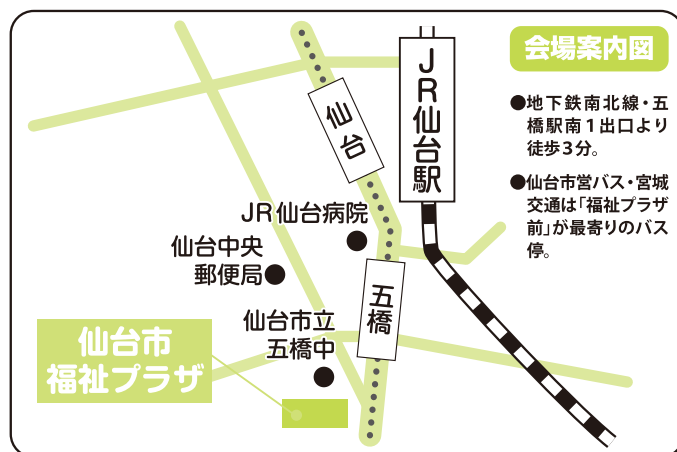 会場案内図
●地下鉄南北線・五
橋駅南1出口より
徒歩3分。
●仙台市営バス・宮城
交通は「福祉プラザ
前」が最寄りのバス
停。
JR仙台駅
仙台
JR仙台病院
仙台中央
郵便局
五橋
仙台市立
五橋中
仙台市
福祉プラザ